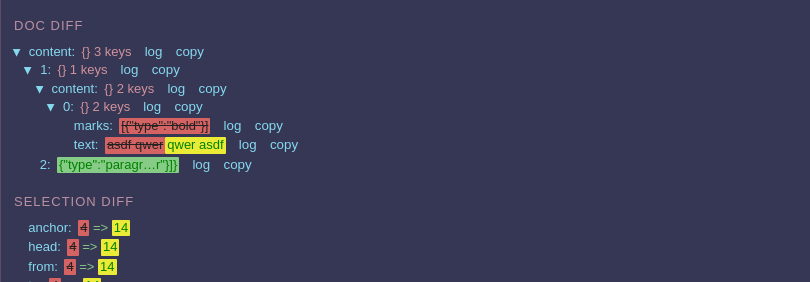 DOC DIFF
▼ content: {} 3 keys log copy
▼ 1: {} 1 keys log copy
▼ content: {} 2 keys log copy
▼ 0: {} 2 keys log copy
marks: [{"type":"bold"}] log copy
text: asdf qwer qwer asdf log copy
2: {"type":"paragr…r"}]} log copy
SELECTION DIFF
anchor: 4 => 14
head: 4 => 14
from: 4 => 14